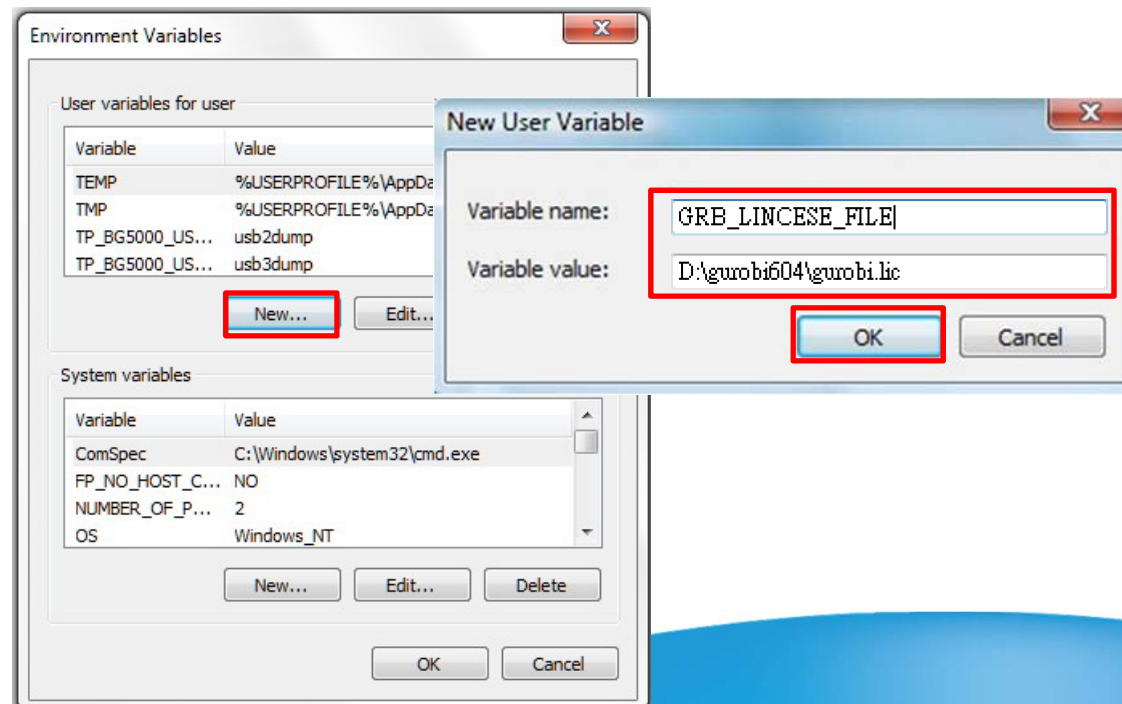 Environment Variables
User variables for user
Variable Value
TEMP %USERPROFILE%\AppDa
TMP %USERPROFILE%\AppDa
TP_BG5000_US... usb2dump
TP_BG5000_US... usb3dump
New... Edit...
New User Variable
Variable name: GRB_LINCESE_FILE
Variable value: D:\gurobi604\gurobi.lic
OK Cancel
System variables
Variable Value
ComSpec C:\Windows\system32\cmd.exe
FP_NO_HOST_C... NO
NUMBER_OF_P... 2
OS Windows_NT
New... Edit... Delete
OK Cancel